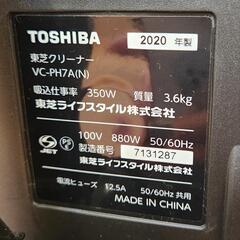 TOSHIBA 2020 年製
東芝クリーナー
VC-PH7A(N)
吸込仕事率 350W 質量 3.6kg
東芝ライフスタイル株式会社
JET PS E 100V 880W 50/60Hz
製造番号 7131287
東芝ライフスタイル株式会社
電流ヒューズ 12.5A 50/60Hz 共用
MADE IN CHINA